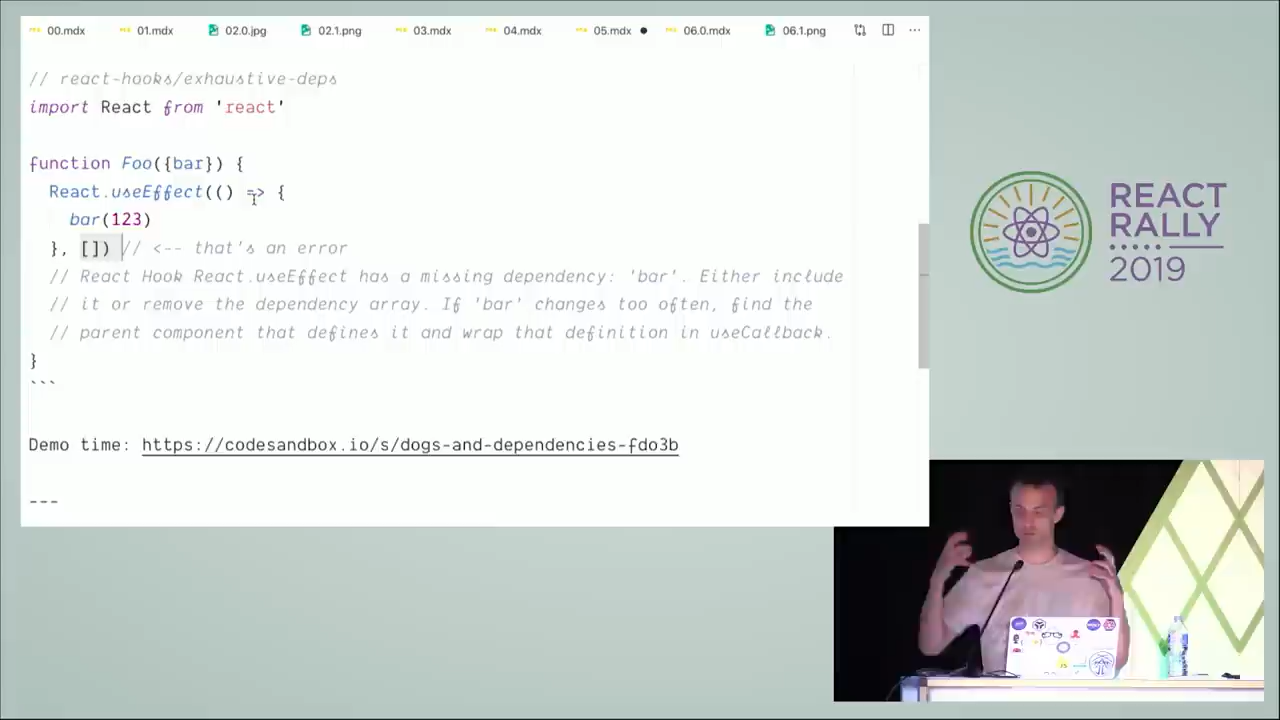 00.mdx 01.mdx 02.0.jpg 02.1.png 03.mdx 04.mdx 05.mdx 06.0.mdx 06.1.png
// react-hooks/exhaustive-deps
import React from 'react'
function Foo({bar}) {
React.useEffect(() => {
bar(123)
}, []) // <-- that's an error
// React Hook React.useEffect has a missing dependency: 'bar'. Either include
// it or remove the dependency array. If 'bar' changes too often, find the
// parent component that defines it and wrap that definition in useCallback.
}
```
Demo time: https://codesandbox.io/s/dogs-and-dependencies-fdo3b
---
REACT
RALLY
2019